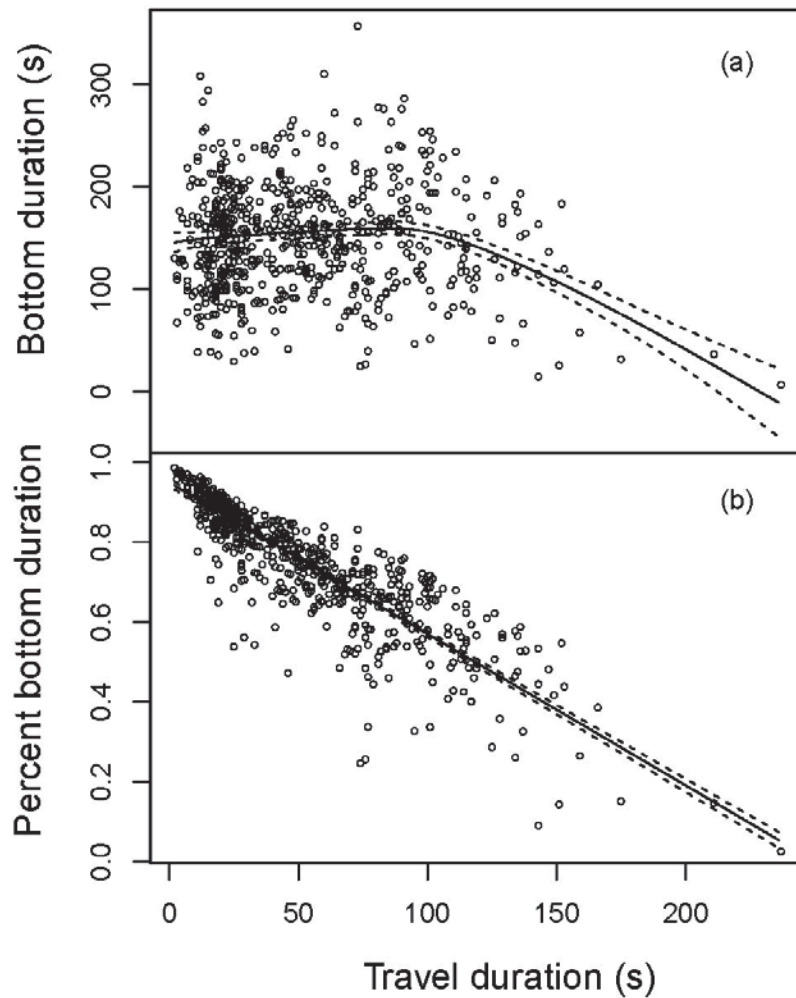 Bottom duration (s)
300
200
100
0
(a)
Percent bottom duration
1.0
0.8
0.6
0.4
0.2
0.0
(b)
0 50 100 150 200
Travel duration (s)